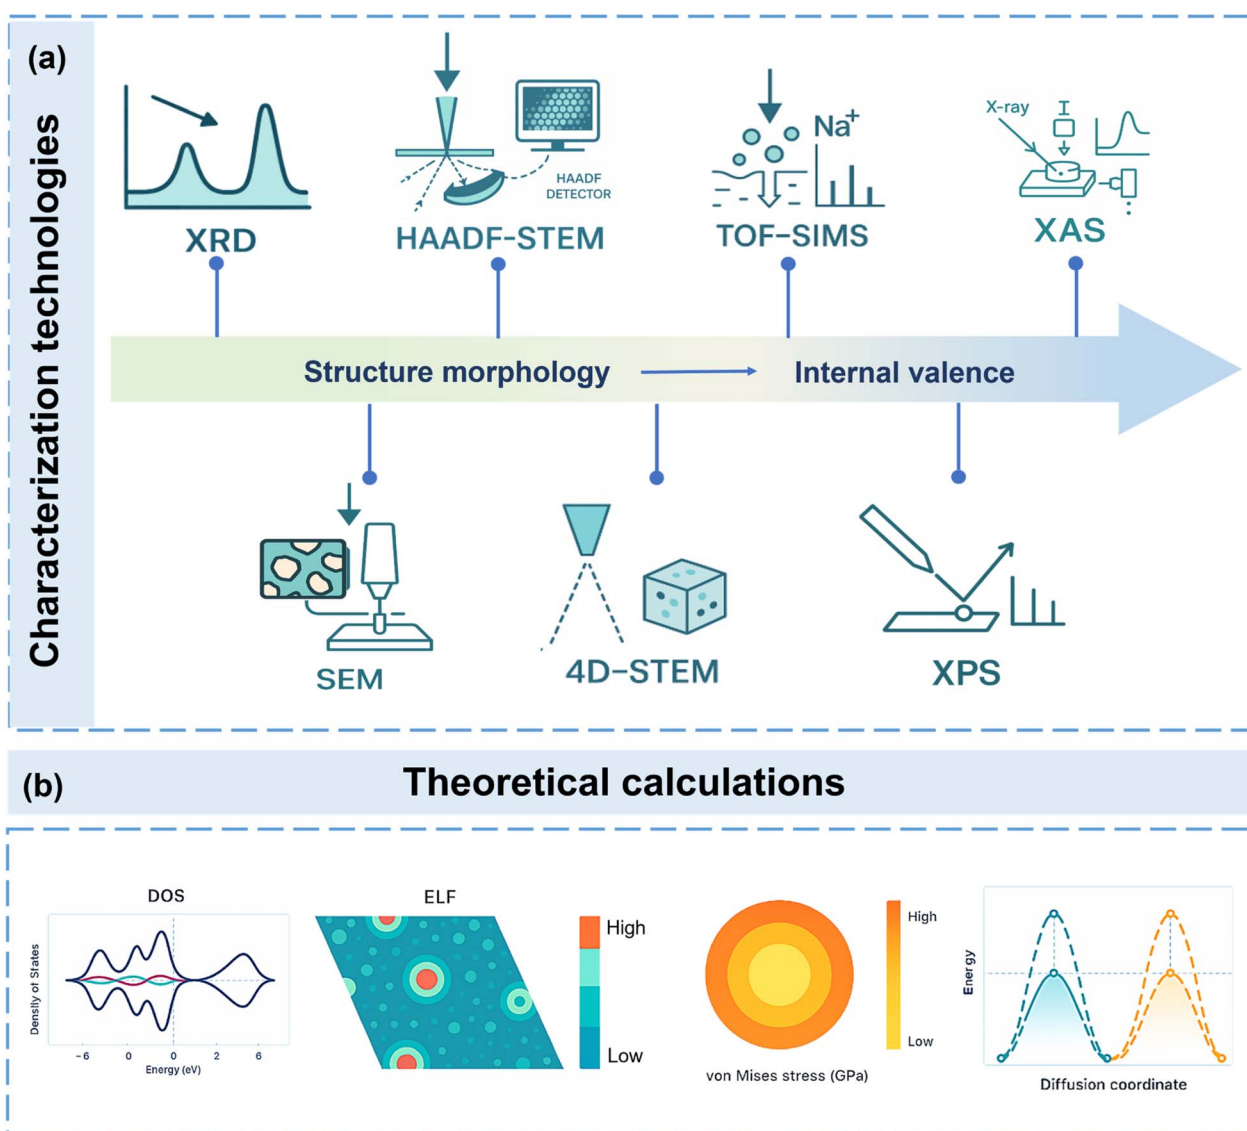 (a)
Characterization technologies
XRD
HAADF
DETECTOR
HAADF-STEM
Na+
TOF-SIMS
X-ray
I
XAS
Structure morphology
Internal valence
SEM
4D-STEM
XPS
(b)
Theoretical calculations
DOS
Density of States
-6 0 0 2 6
Energy (eV)
ELF
High
Low
High
Low
von Mises stress (GPa)
Energy
Diffusion coordinate